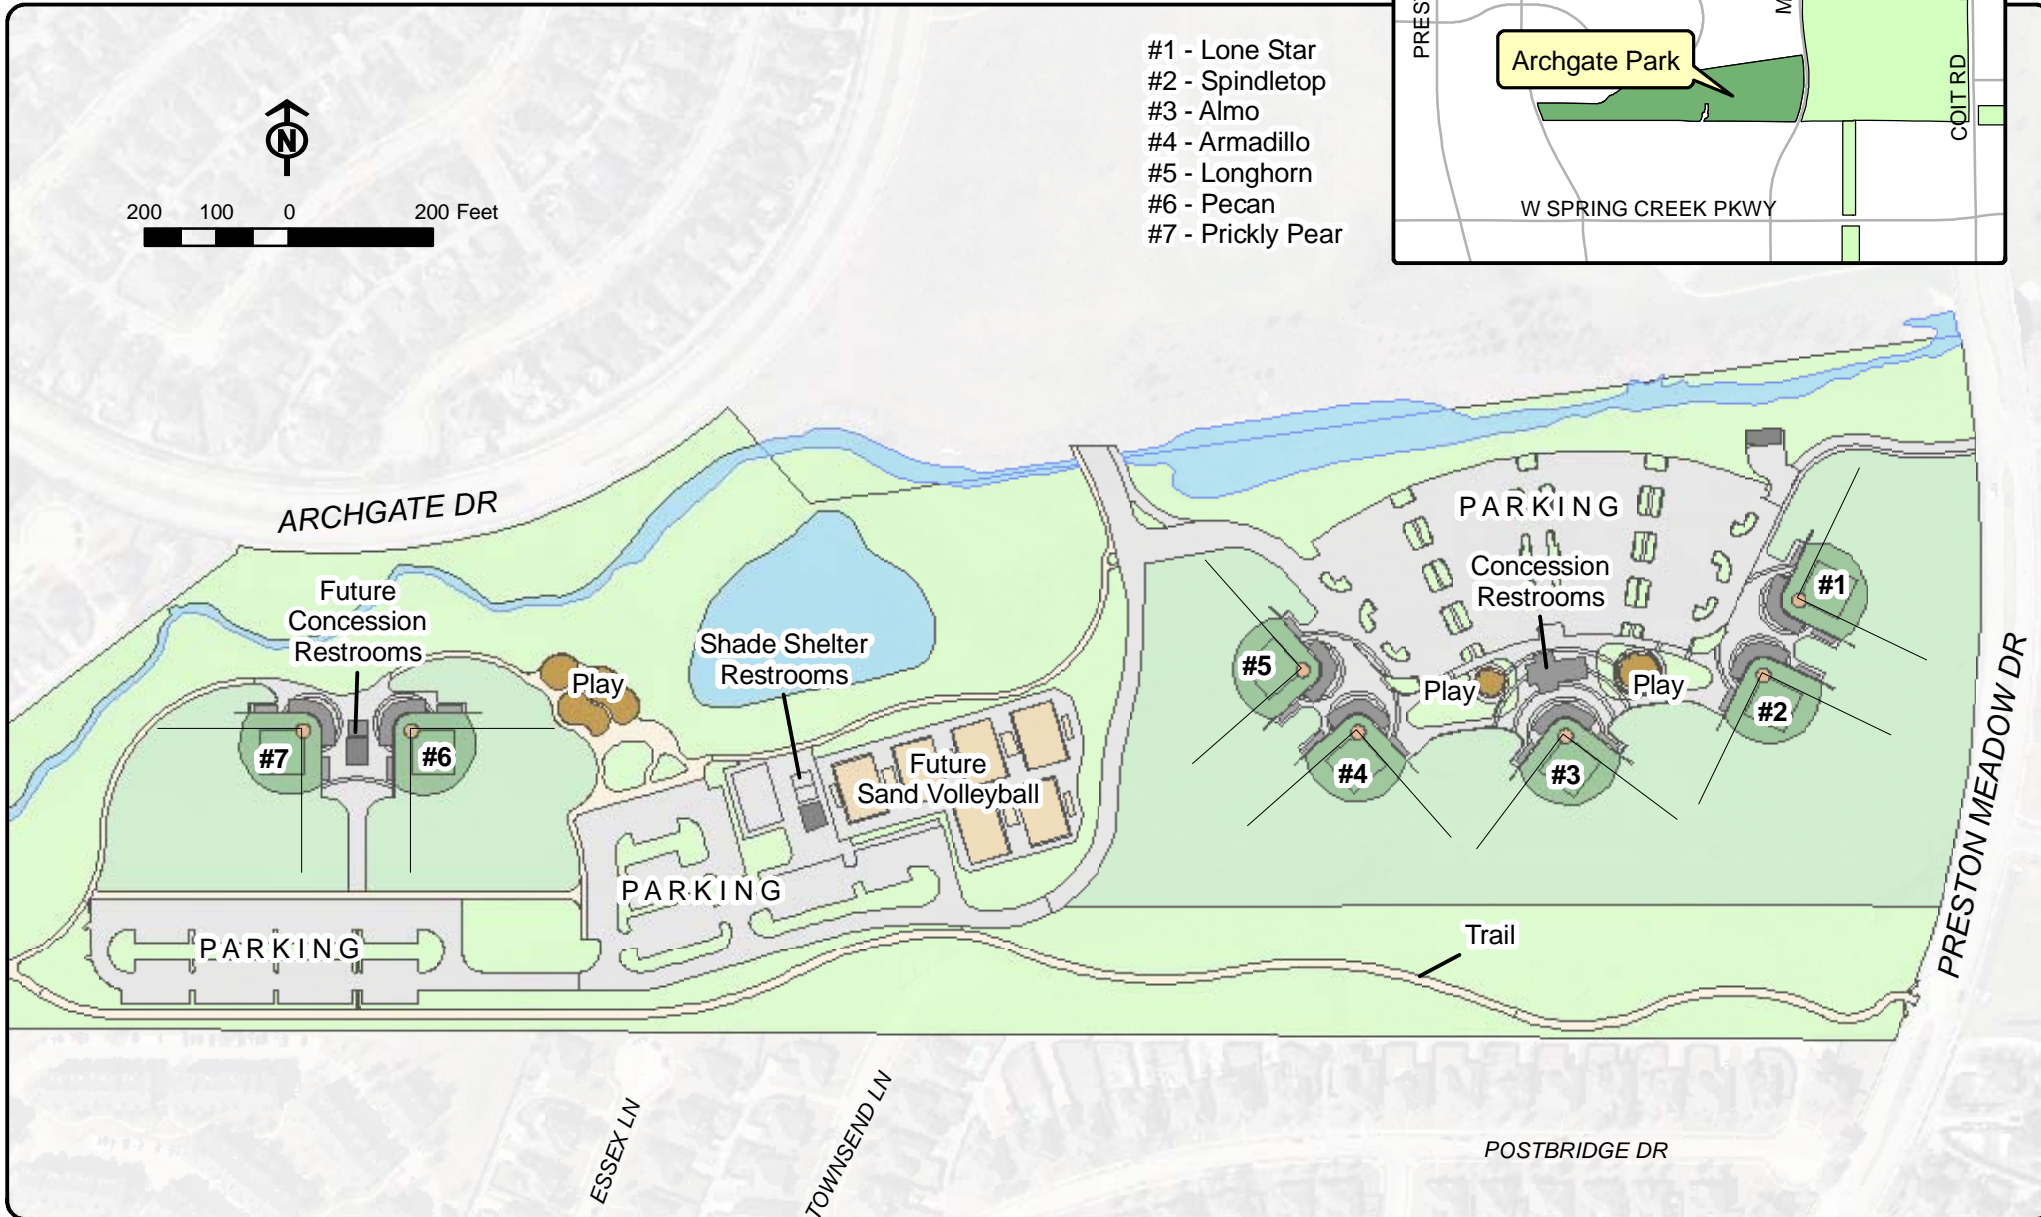 #1 - Lone Star
#2 - Spindletop
#3 - Almo
#4 - Armadillo
#5 - Longhorn
#6 - Pecan
#7 - Prickly Pear
PRES
M
Archgate Park
COIT RD
W SPRING CREEK PKWY
N
200 100 0 200 Feet
ARCHGATE DR
PARKING
Future
Concession
Restrooms
Concession
Restrooms
#1
Shade Shelter
Restrooms
#5
Play
Play
Play
#2
#7
#6
Future
Sand Volleyball
#4
#3
PRESTON MEADOW DR
PARKING
PARKING
Trail
ESSEX LN
TOWNSEND LN
POSTBRIDGE DR